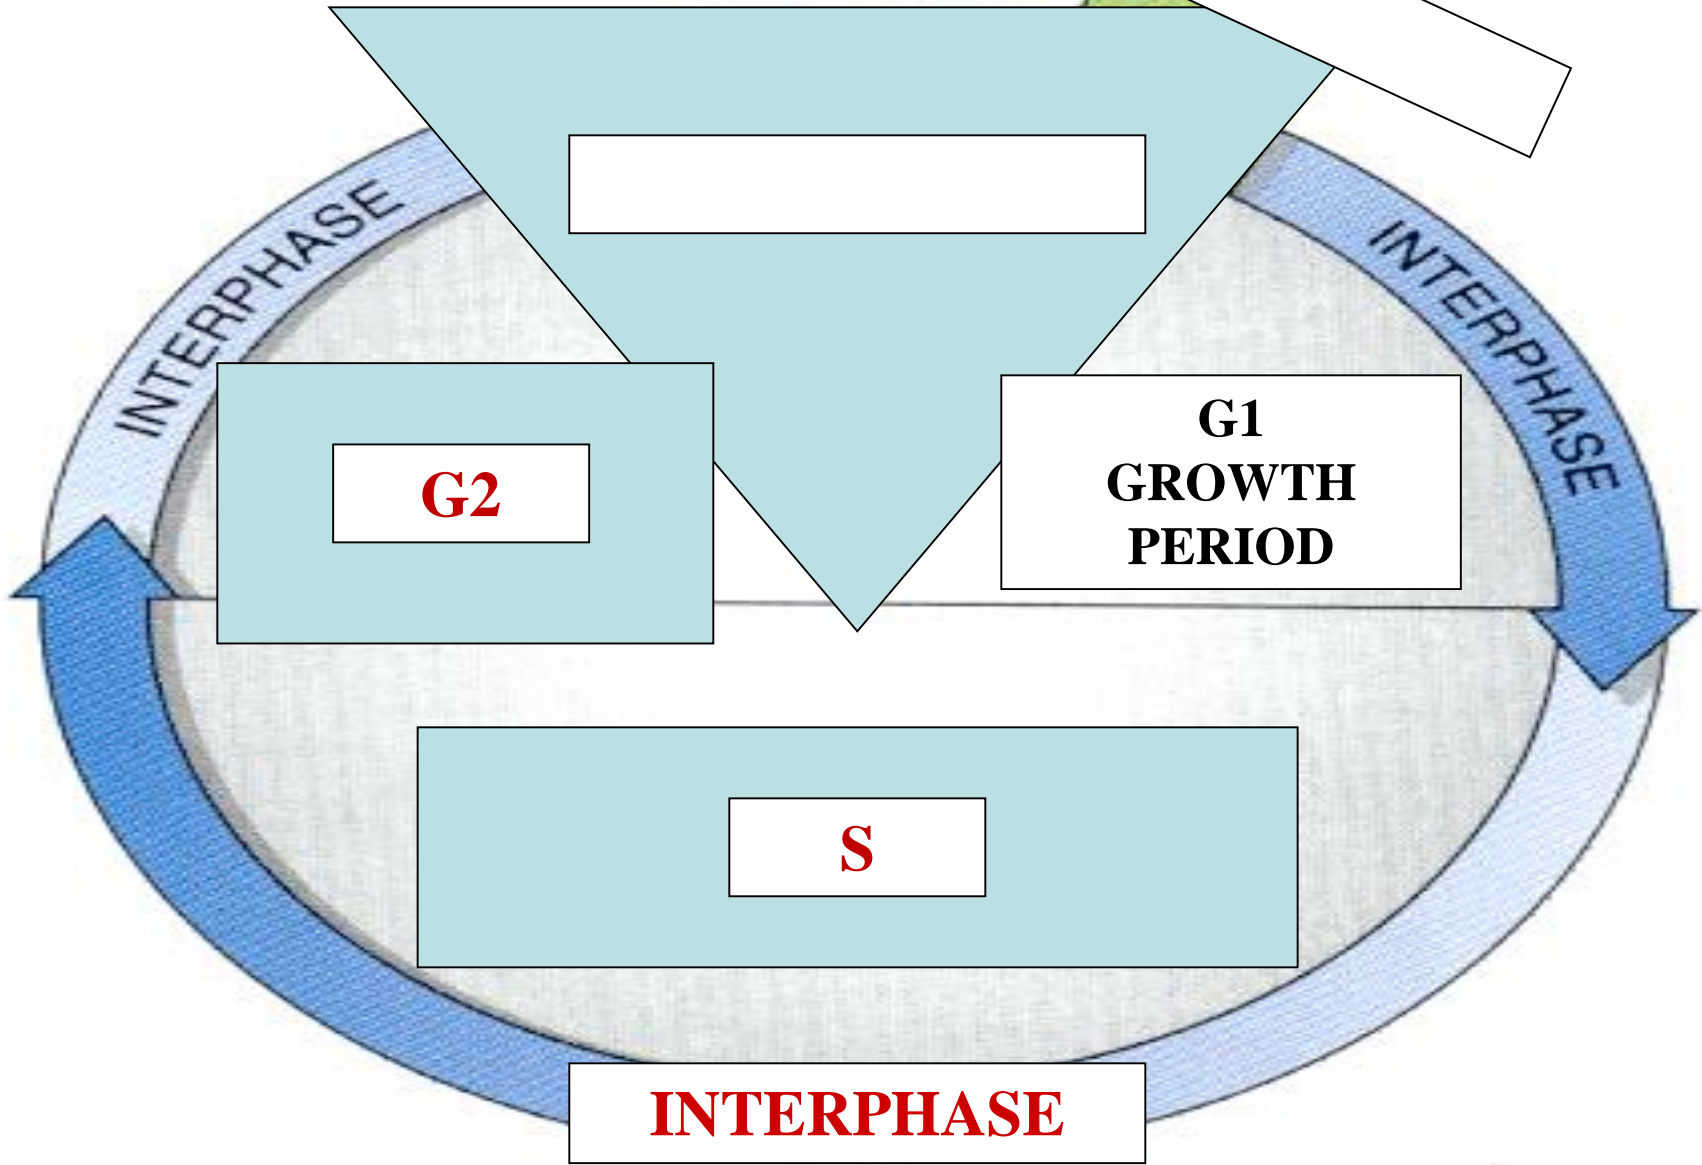 INTERPHASE
INTERPHASE
G1
GROWTH
PERIOD
G2
S
INTERPHASE